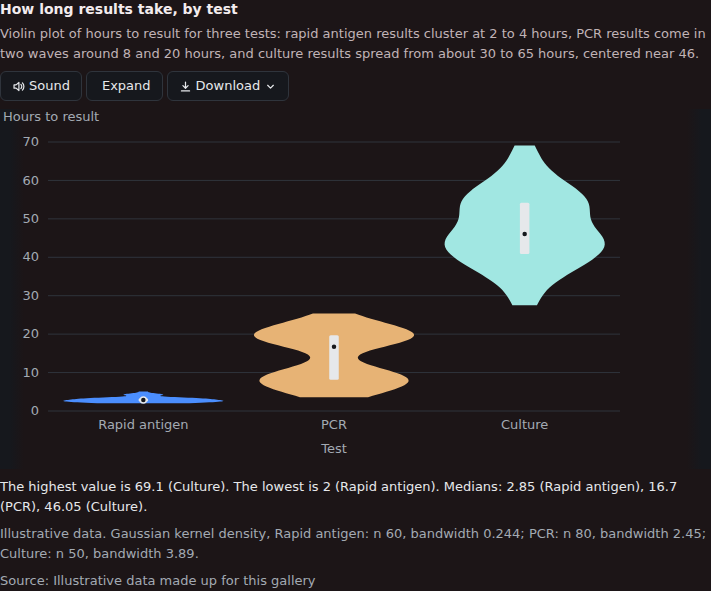 How long results take, by test
Violin plot of hours to result for three tests: rapid antigen results cluster at 2 to 4 hours, PCR results come in
two waves around 8 and 20 hours, and culture results spread from about 30 to 65 hours, centered near 46.
Sound Expand Download
Hours to result
70
60
50
40
30
20
10
0
Rapid antigen PCR Culture
Test
The highest value is 69.1 (Culture). The lowest is 2 (Rapid antigen). Medians: 2.85 (Rapid antigen), 16.7
(PCR), 46.05 (Culture).
Illustrative data. Gaussian kernel density, Rapid antigen: n 60, bandwidth 0.244; PCR: n 80, bandwidth 2.45;
Culture: n 50, bandwidth 3.89.
Source: Illustrative data made up for this gallery